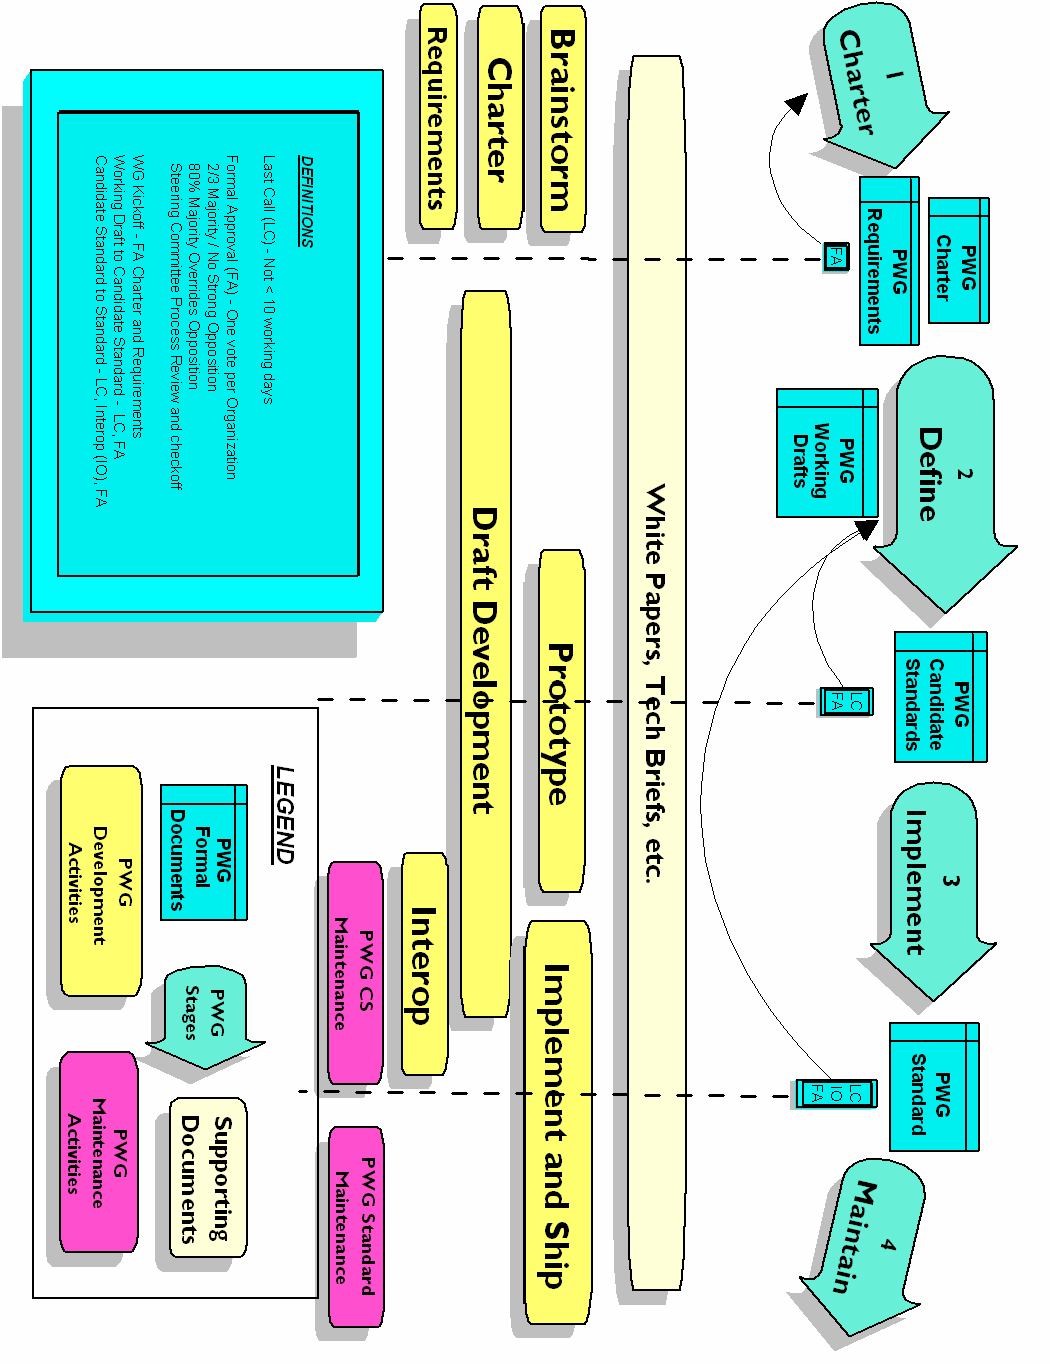 1
Charter
2
Define
3
Implement
4
Maintain
PWG
Charter
PWG
Requirements
FA
PWG
Working
Drafts
PWG
Candidate
Standards
LC
FA
PWG
Standard
LC
IO
FA
White Papers, Tech Briefs, etc.
Brainstorm
Charter
Requirements
Prototype
Implement and Ship
Draft Development
Interop
PWG CS
Maintenance
PWG Standard
Maintenance
DEFINITIONS
Last Call (LC) - Not < 10 working days
Formal Approval (FA) - One vote per Organization
2/3 Majority / No Strong Opposition
80% Majority Overrides Opposition
Steering Committee Process Review and checkoff
WG Kickoff - FA Charter and Requirements
Working Draft to Candidate Standard - LC, FA
Candidate Standard to Standard - LC, Interop (IO), FA
LEGEND
PWG
Formal
Documents
PWG
Stages
Supporting
Documents
PWG
Development
Activities
PWG
Maintenance
Activities